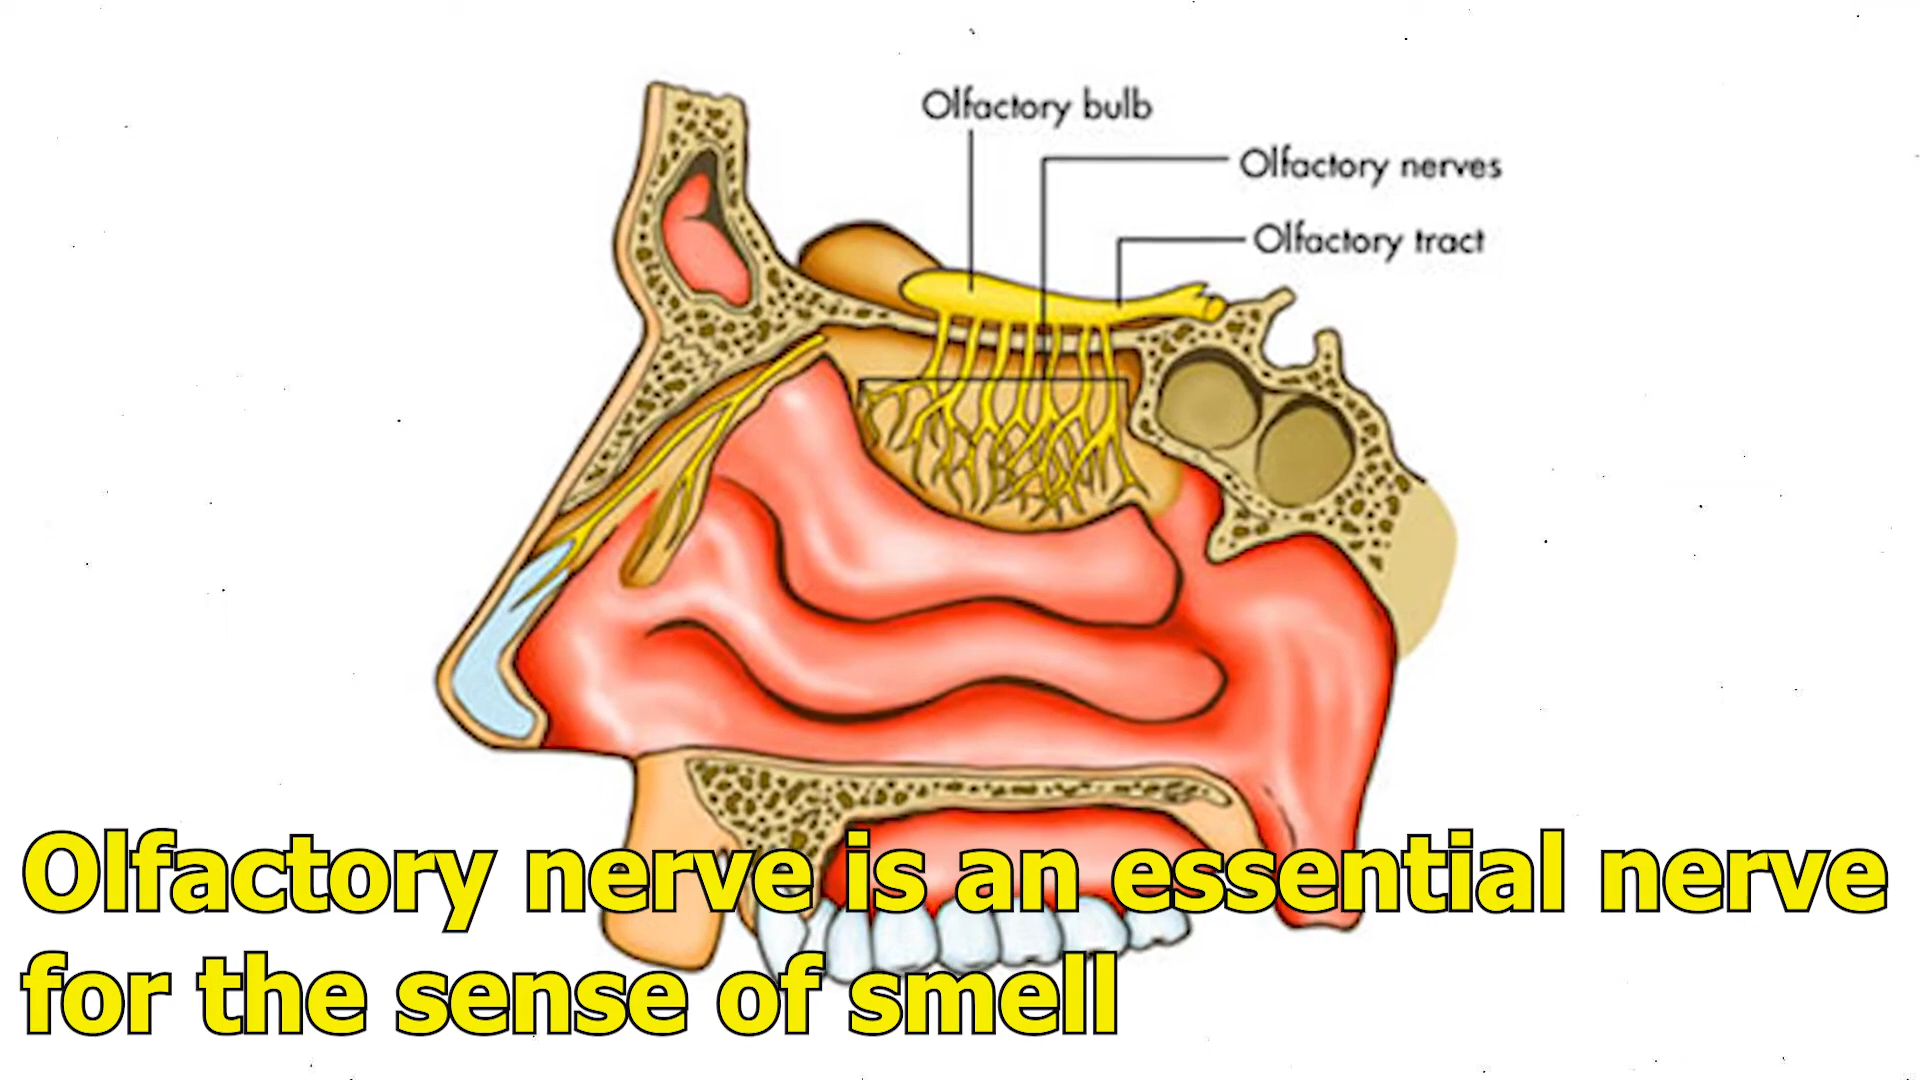 Olfactory bulb
Olfactory nerves
Olfactory tract
Olfactory nerve is an essential nerve
for the sense of smell